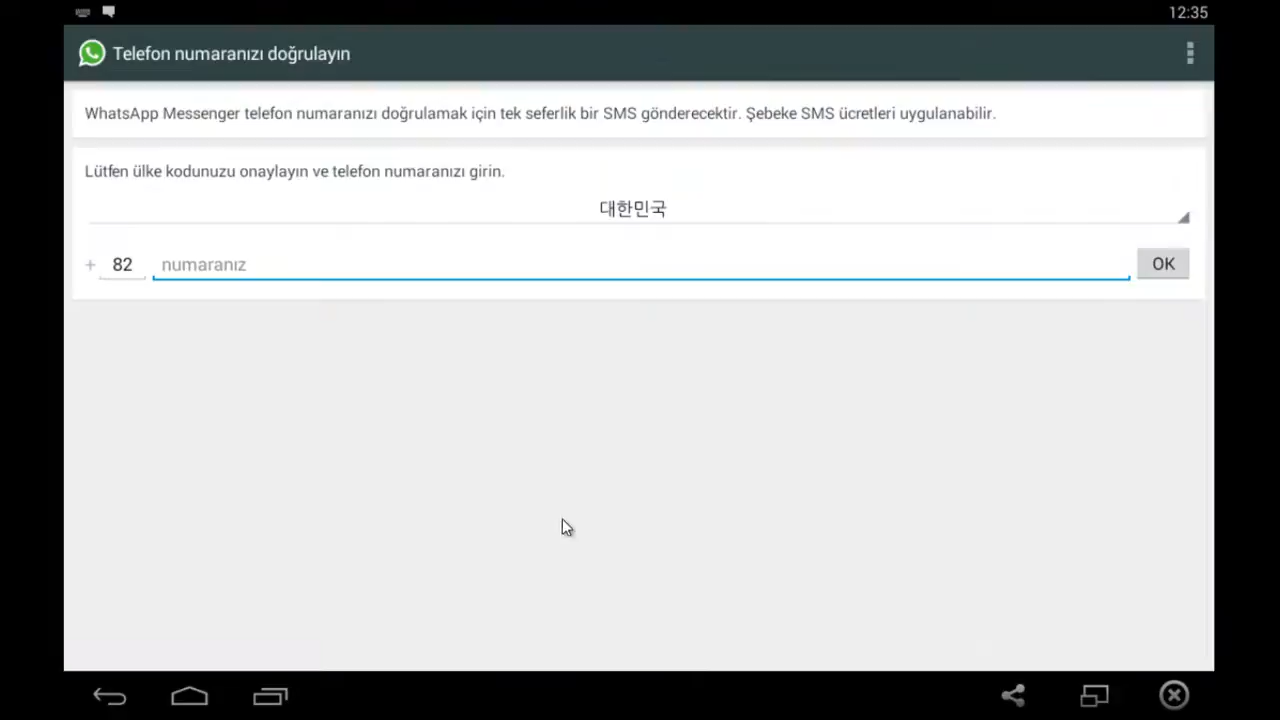 12:35
Telefon numaranızı doğrulayın
WhatsApp Messenger telefon numaranızı doğrulamak için tek seferlik bir SMS gönderecektir. Şebeke SMS ücretleri uygulanabilir.
Lütfen ülke kodunuzu onaylayın ve telefon numaranızı girin.
대한민국
+ 82 numaranız OK